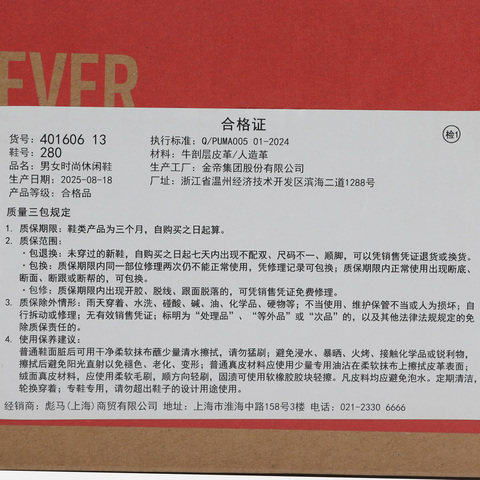 EVER
合格证
检1
货号: 401606 13
执行标准: Q/PUMA005 01-2024
鞋号: 280
材料: 牛剖层皮革/人造革
品名: 男女时尚休闲鞋
生产工厂: 金帝集团股份有限公司
生产日期: 2025-08-18
厂址: 浙江省温州经济技术开发区滨海二道1288号
产品等级: 合格品
质量三包规定
1. 质保期限: 鞋类产品为三个月, 自购买之日起算。
2. 质保范围:
·包退换: 未穿过的新鞋, 自购买之日起七天内出现不配双、尺码不一、顺脚, 可以凭销售凭证退货或换货。
·包换: 质保期限内同一部位修理两次仍不能正常使用, 凭修理记录可包换; 质保期限内正常使用出现断底、
断面、断跟或断帮的, 可包换。
·包修: 质保期限内出现开胶、脱线、跟面脱落的, 可凭销售凭证免费修理。
3. 质保除外情形: 雨天穿着、水洗、碰酸、碱、油、化学品、硬物等; 不当使用、维护保管不当或人为损坏; 自
行拆动或修理; 无有效销售凭证; 标明为“处理品”、“等外品”或“次品”的, 以及其他法律法规规定的免
除质保责任的。
4. 使用保养建议:
普通鞋面脏后可用干净柔软抹布蘸少量清水擦拭, 请勿猛刷; 避免浸水、暴晒、火烤、接触化学品或锐利物,
擦拭后避免阳光直射以免褪色、老化、变形; 普通真皮材料应使用少量专用油沾在柔软抹布上擦拭皮革表面;
绒面真皮材料, 应使用柔软毛刷, 顺方向轻刷, 固渍可使软橡胶胶块轻擦。凡皮料均应避免泡水。定期清洁,
轮换穿着; 专鞋专用, 请勿超出鞋子的设计用途使用。
经销商: 彪马(上海)商贸有限公司 地址: 上海市淮海中路158号3楼 电话: 021-2330 6666